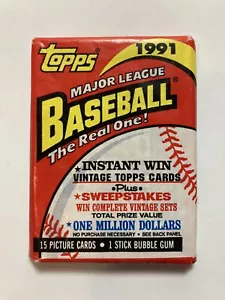 topps
1991
MAJOR LEAGUE
BASEBALL®
The Real One!
INSTANT WIN
VINTAGE TOPPS CARDS
Plus
SWEEPSTAKES
WIN COMPLETE VINTAGE SETS
TOTAL PRIZE VALUE
ONE MILLION DOLLARS
NO PURCHASE NECESSARY • SEE BACK PANEL
15 PICTURE CARDS • 1 STICK BUBBLE GUM